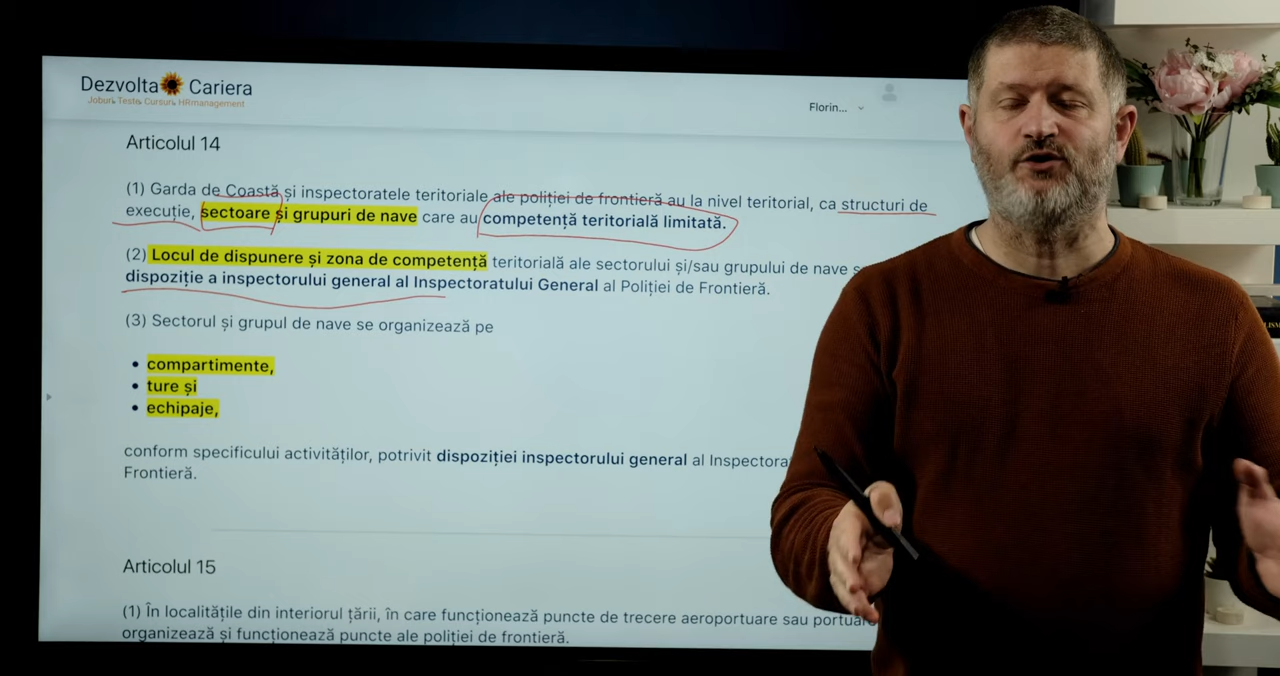 Dezvolta Cariera
Joburi, Teste, Cursuri, HRmanagement
Florin...
Articolul 14
(1) Garda de Coastă și inspectoratele teritoriale ale poliției de frontieră au la nivel teritorial, ca structuri de
execuție, sectoare și grupuri de nave care au competență teritorială limitată.
(2) Locul de dispunere și zona de competență teritorială ale sectorului și/sau grupului de nave
dispoziție a inspectorului general al Inspectoratului General al Poliției de Frontieră.
(3) Sectorul și grupul de nave se organizează pe
• compartimente,
• ture și
• echipaje,
conform specificului activităților, potrivit dispoziției inspectorului general al Inspectora
Frontieră.
Articolul 15
(1) În localitățile din interiorul țării, în care funcționează puncte de trecere aeroportuare sau portuare
organizează și funcționează puncte ale poliției de frontieră.